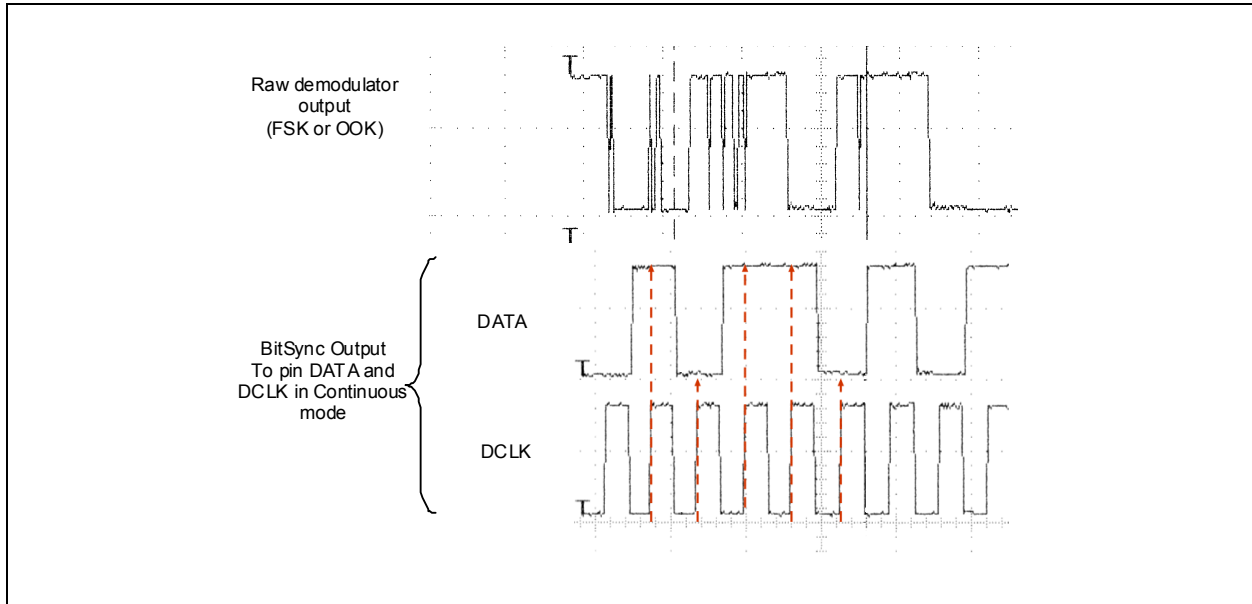 Raw demodulator
output
(FSK or OOK)
DATA
BitSync Output
To pin DATA and
DCLK in Continuous
mode
DCLK